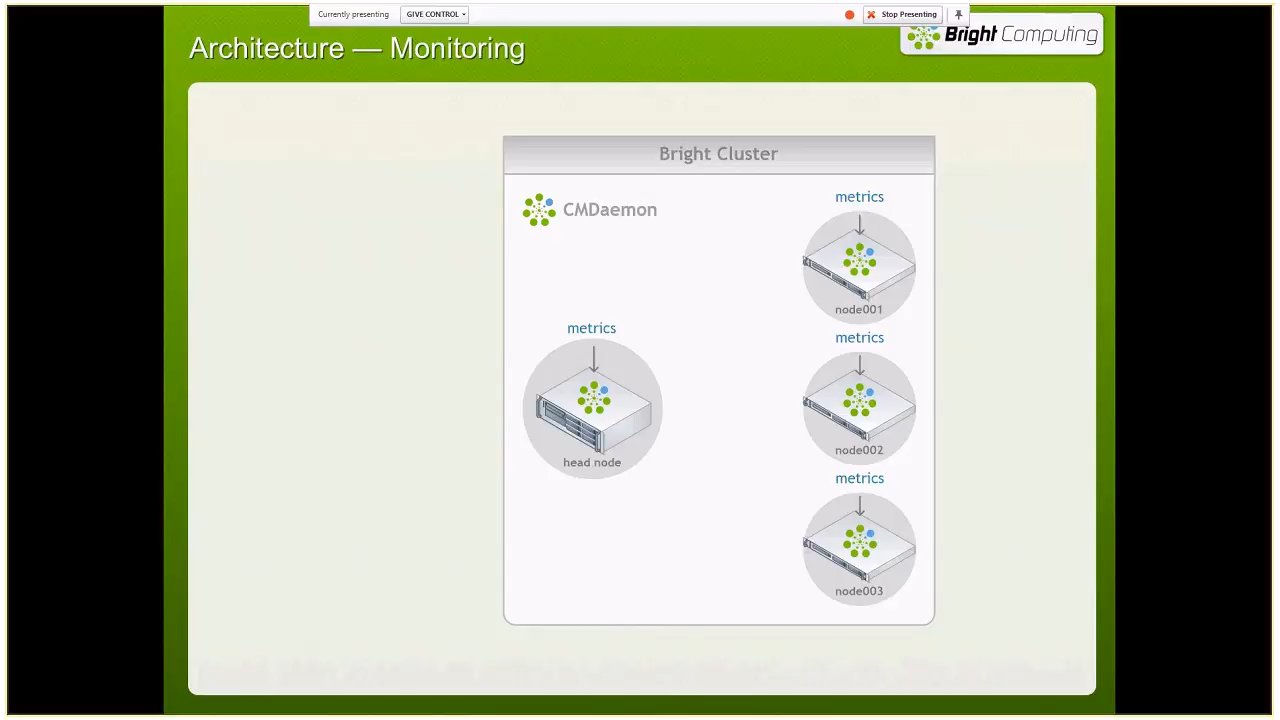 Currently presenting
GIVE CONTROL
Stop Presenting
Architecture — Monitoring
Bright Computing
Bright Cluster
CMDaemon
metrics
node001
metrics
head node
metrics
node002
metrics
node003